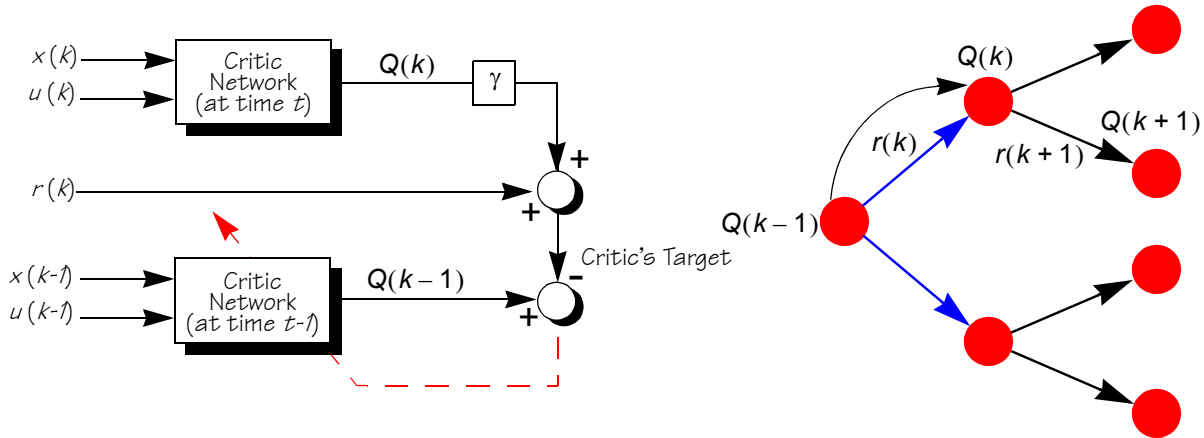 x(k)
u(k)
Critic
Network
(at time t)
Q(k)
γ
+
r(k)
+
Critic's Target
-
x(k-1)
u(k-1)
Critic
Network
(at time t-1)
Q(k−1)
+
Q(k)
Q(k+1)
r(k)
r(k+1)
Q(k−1)